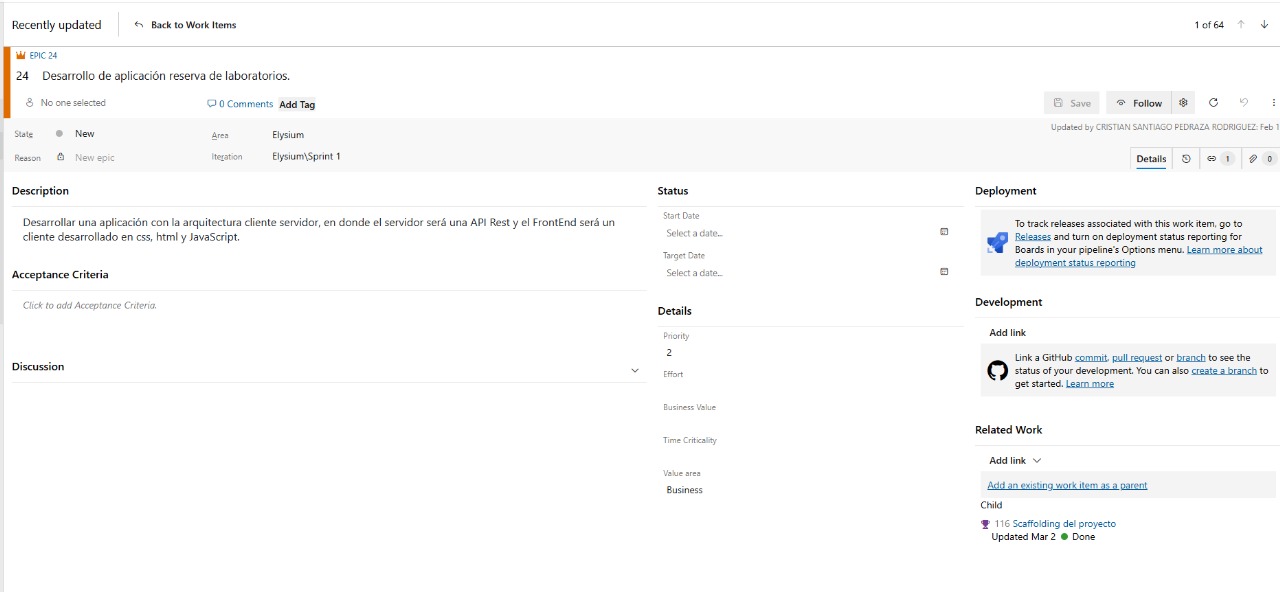 Recently updated
Back to Work Items
1 of 64
EPIC 24
24 Desarrollo de aplicación reserva de laboratorios.
No one selected
0 Comments
Add Tag
Save
Follow
State
New
Area
Elysium
Updated by CRISTIAN SANTIAGO PEDRAZA RODRIGUEZ: Feb 1
Reason
New epic
Iteration
Elysium\Sprint 1
Details
1
0
Description
Desarrollar una aplicación con la arquitectura cliente servidor, en donde el servidor será una API Rest y el FrontEnd será un
cliente desarrollado en css, html y JavaScript.
Acceptance Criteria
Click to add Acceptance Criteria.
Discussion
Status
Start Date
Select a date...
Target Date
Select a date...
Details
Priority
2
Effort
Business Value
Time Criticality
Value area
Business
Deployment
To track releases associated with this work item, go to
Releases and turn on deployment status reporting for
Boards in your pipeline's Options menu. Learn more about
deployment status reporting
Development
Add link
Link a GitHub commit, pull request or branch to see the
status of your development. You can also create a branch to
get started. Learn more
Related Work
Add link
Add an existing work item as a parent
Child
116 Scaffolding del proyecto
Updated Mar 2 Done